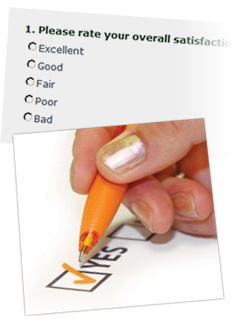 1. Please rate your overall satisfactio
Excellent
Good
Fair
Poor
Bad
YES